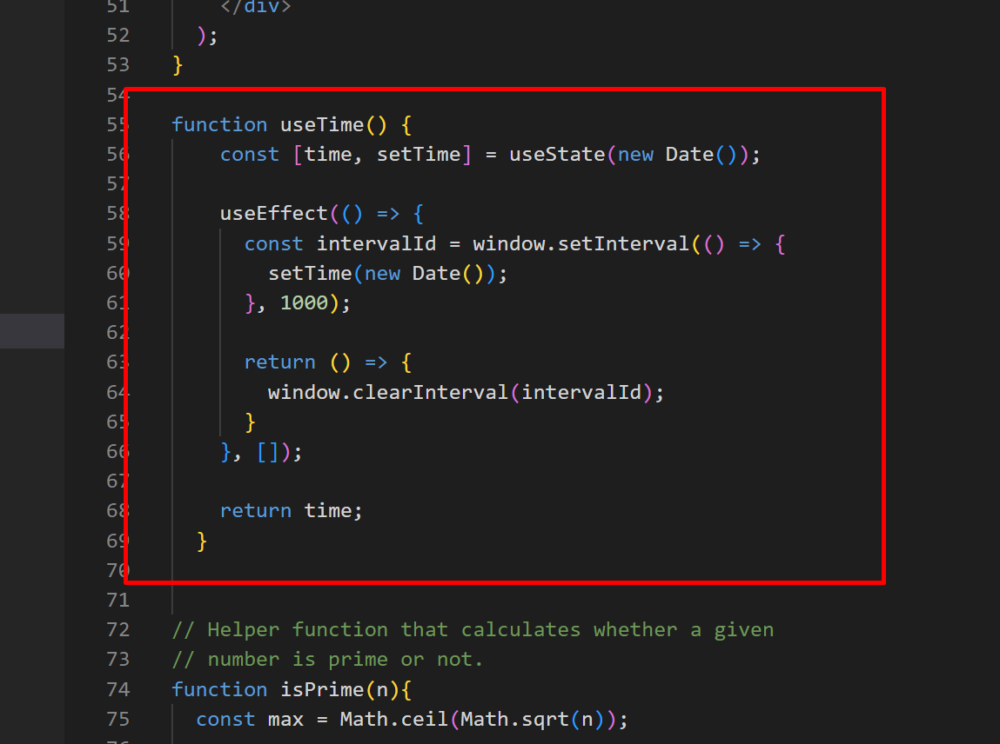 51 </div>
52 );
53 }
54
55 function useTime() {
56 const [time, setTime] = useState(new Date());
57
58 useEffect(() => {
59 const intervalId = window.setInterval(() => {
60 setTime(new Date());
61 }, 1000);
62
63 return () => {
64 window.clearInterval(intervalId);
65 }
66 }, []);
67
68 return time;
69 }
70
71
72 // Helper function that calculates whether a given
73 // number is prime or not.
74 function isPrime(n){
75 const max = Math.ceil(Math.sqrt(n));
76